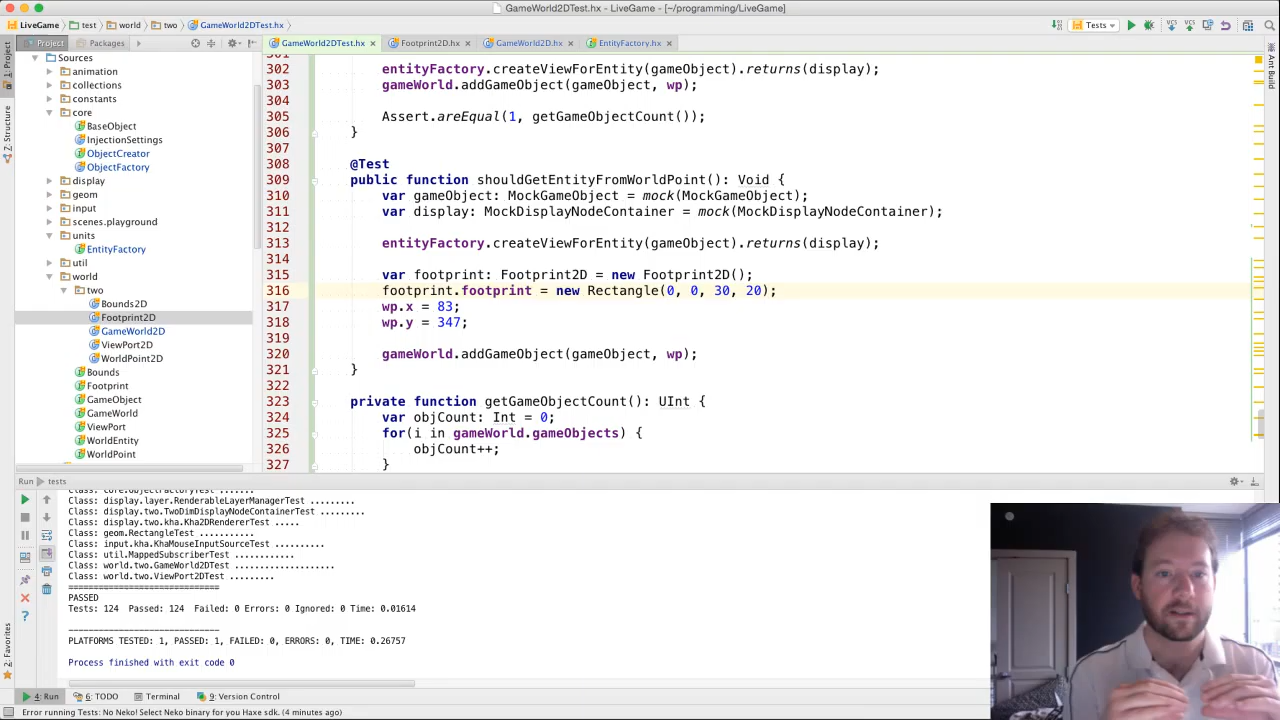 GameWorld2DTest.hx - LiveGame - [~/programming/LiveGame]
LiveGame test world two GameWorld2DTest.hx Tests
Project Packages GameWorld2DTest.hx Footprint2D.hx GameWorld2D.hx EntityFactory.hx
1: Project
7: Structure
2: Favorites
Ant Build
Sources
animation
collections
constants
core
BaseObject
InjectionSettings
ObjectCreator
ObjectFactory
display
geom
input
scenes.playground
units
EntityFactory
util
world
two
Bounds2D
Footprint2D
GameWorld2D
ViewPort2D
WorldPoint2D
Bounds
Footprint
GameObject
GameWorld
ViewPort
WorldEntity
WorldPoint
302 entityFactory.createViewForEntity(gameObject).returns(display);
303 gameWorld.addGameObject(gameObject, wp);
304
305 Assert.areEqual(1, getGameObjectCount());
306 }
307
308 @Test
309 public function shouldGetEntityFromWorldPoint(): Void {
310 var gameObject: MockGameObject = mock(MockGameObject);
311 var display: MockDisplayNodeContainer = mock(MockDisplayNodeContainer);
312
313 entityFactory.createViewForEntity(gameObject).returns(display);
314
315 var footprint: Footprint2D = new Footprint2D();
316 footprint.footprint = new Rectangle(0, 0, 30, 20);
317 wp.x = 83;
318 wp.y = 347;
319
320 gameWorld.addGameObject(gameObject, wp);
321 }
322
323 private function getGameObjectCount(): UInt {
324 var objCount: Int = 0;
325 for(i in gameWorld.gameObjects) {
326 objCount++;
327 }
Run tests
Class: core.ObjectFactoryTest .......
Class: display.layer.RenderableLayerManagerTest .........
Class: display.two.TwoDimDisplayNodeContainerTest .........
Class: display.two.kha.Kha2DRendererTest .....
Class: geom.RectangleTest ...........
Class: input.kha.KhaMouseInputSourceTest ..........
Class: util.MappedSubscriberTest ............
Class: world.two.GameWorld2DTest ...................
Class: world.two.ViewPort2DTest .........
==============================
PASSED
Tests: 124 Passed: 124 Failed: 0 Errors: 0 Ignored: 0 Time: 0.01614
------------------------------
PLATFORMS TESTED: 1, PASSED: 1, FAILED: 0, ERRORS: 0, TIME: 0.26757
Process finished with exit code 0
4: Run 6: TODO Terminal 9: Version Control
Error running Tests: No Neko! Select Neko binary for you Haxe sdk. (4 minutes ago)